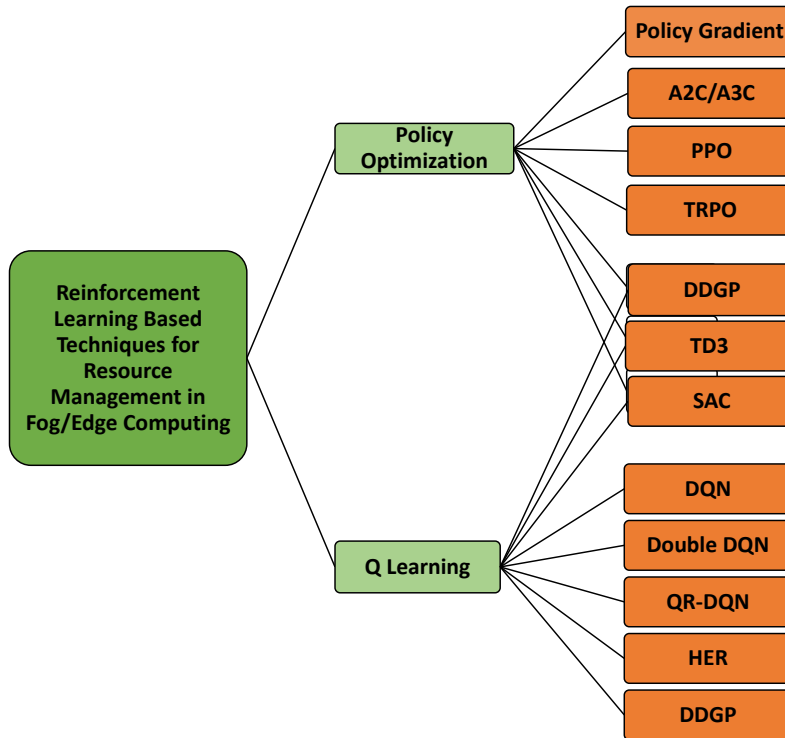 Reinforcement
Learning Based
Techniques for
Resource
Management in
Fog/Edge Computing
Policy
Optimization
Q Learning
Policy Gradient
A2C/A3C
PPO
TRPO
DDGP
TD3
SAC
DQN
Double DQN
QR-DQN
HER
DDGP